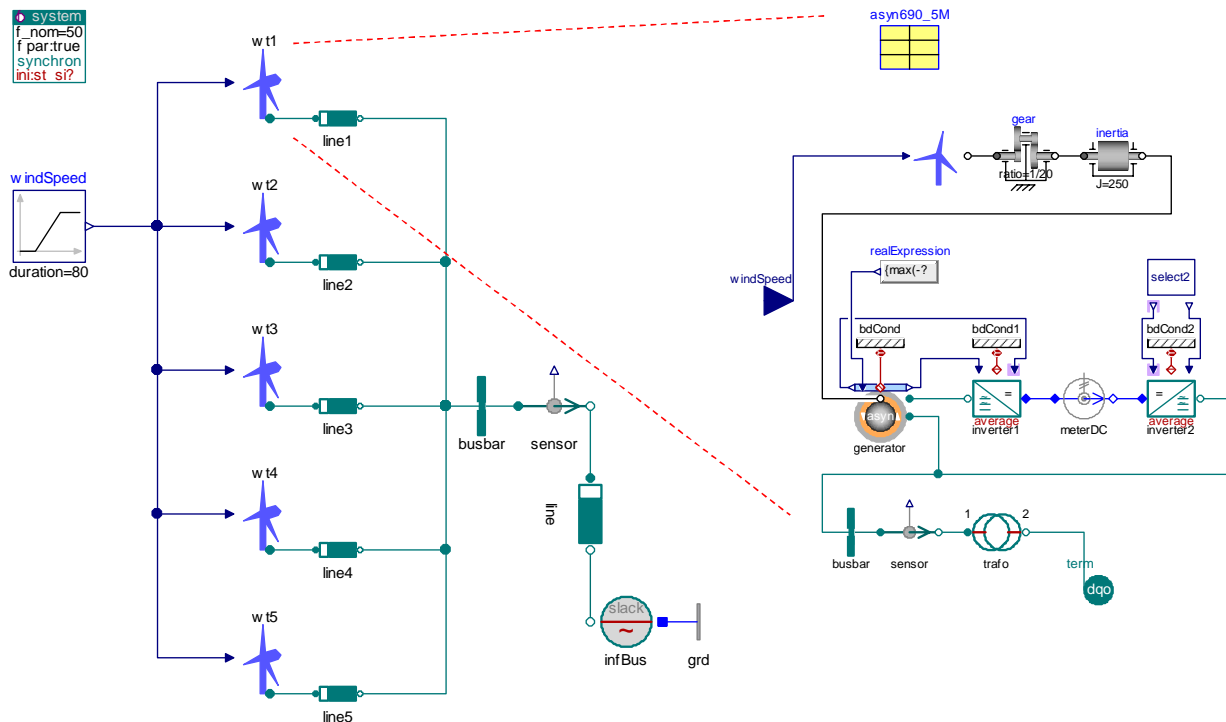 system
f_nom=50
f par:true
synchron
ini:st si?
windSpeed
duration=80
wt1
line1
wt2
line2
wt3
line3
wt4
line4
wt5
line5
busbar
sensor
line
slack
~
infBus
grd
asyn690_5M
gear
ratio=1/20
inertia
J=250
windSpeed
realExpression
{max(-?
select2
bdCond
bdCond1
bdCond2
asyn
generator
=
average
inverter1
meterDC
=
average
inverter2
busbar
sensor
1
2
trafo
term
dqo